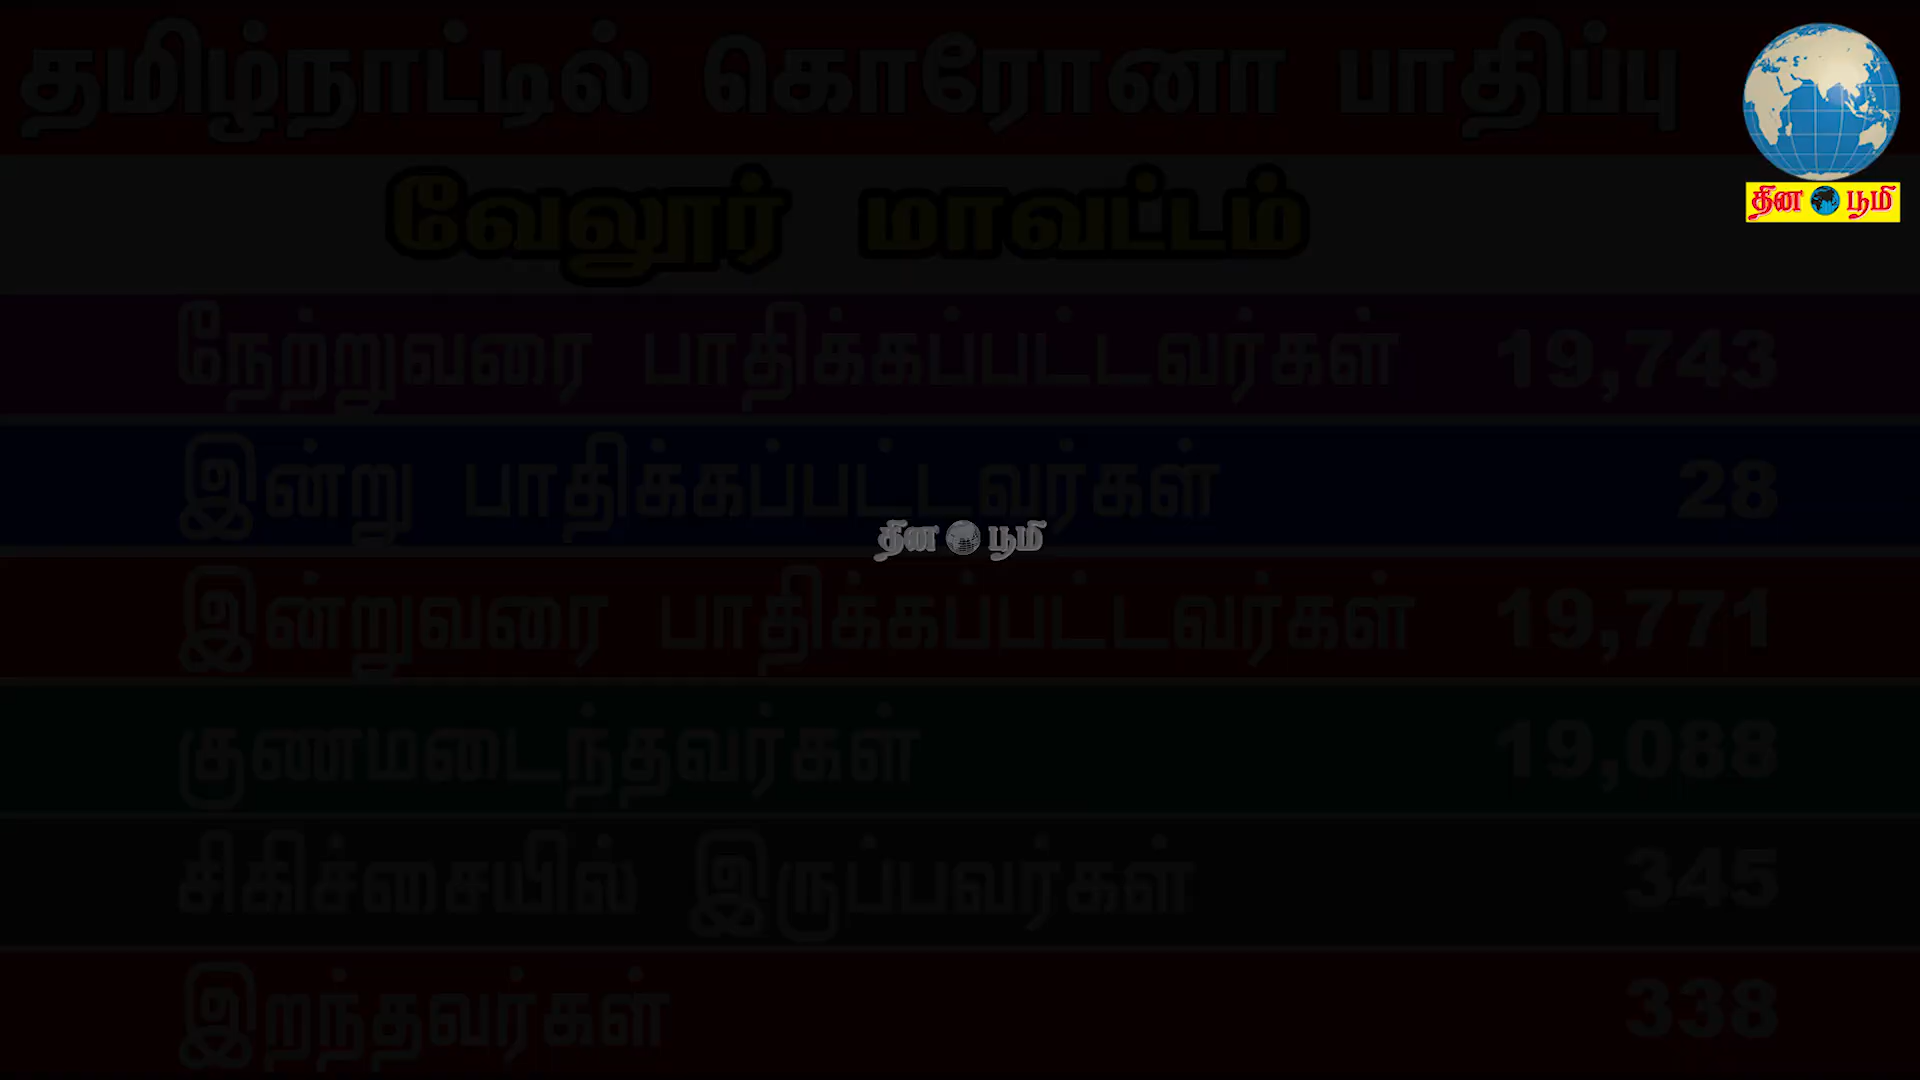 தமிழ்நாட்டில் கொரோனா பாதிப்பு
தின பூமி
வேலூர் மாவட்டம்
நேற்றுவரை பாதிக்கப்பட்டவர்கள் 19,743
இன்று பாதிக்கப்பட்டவர்கள் 28
தின பூமி
இன்றுவரை பாதிக்கப்பட்டவர்கள் 19,771
குணமடைந்தவர்கள் 19,088
சிகிச்சையில் இருப்பவர்கள் 345
இறந்தவர்கள் 338